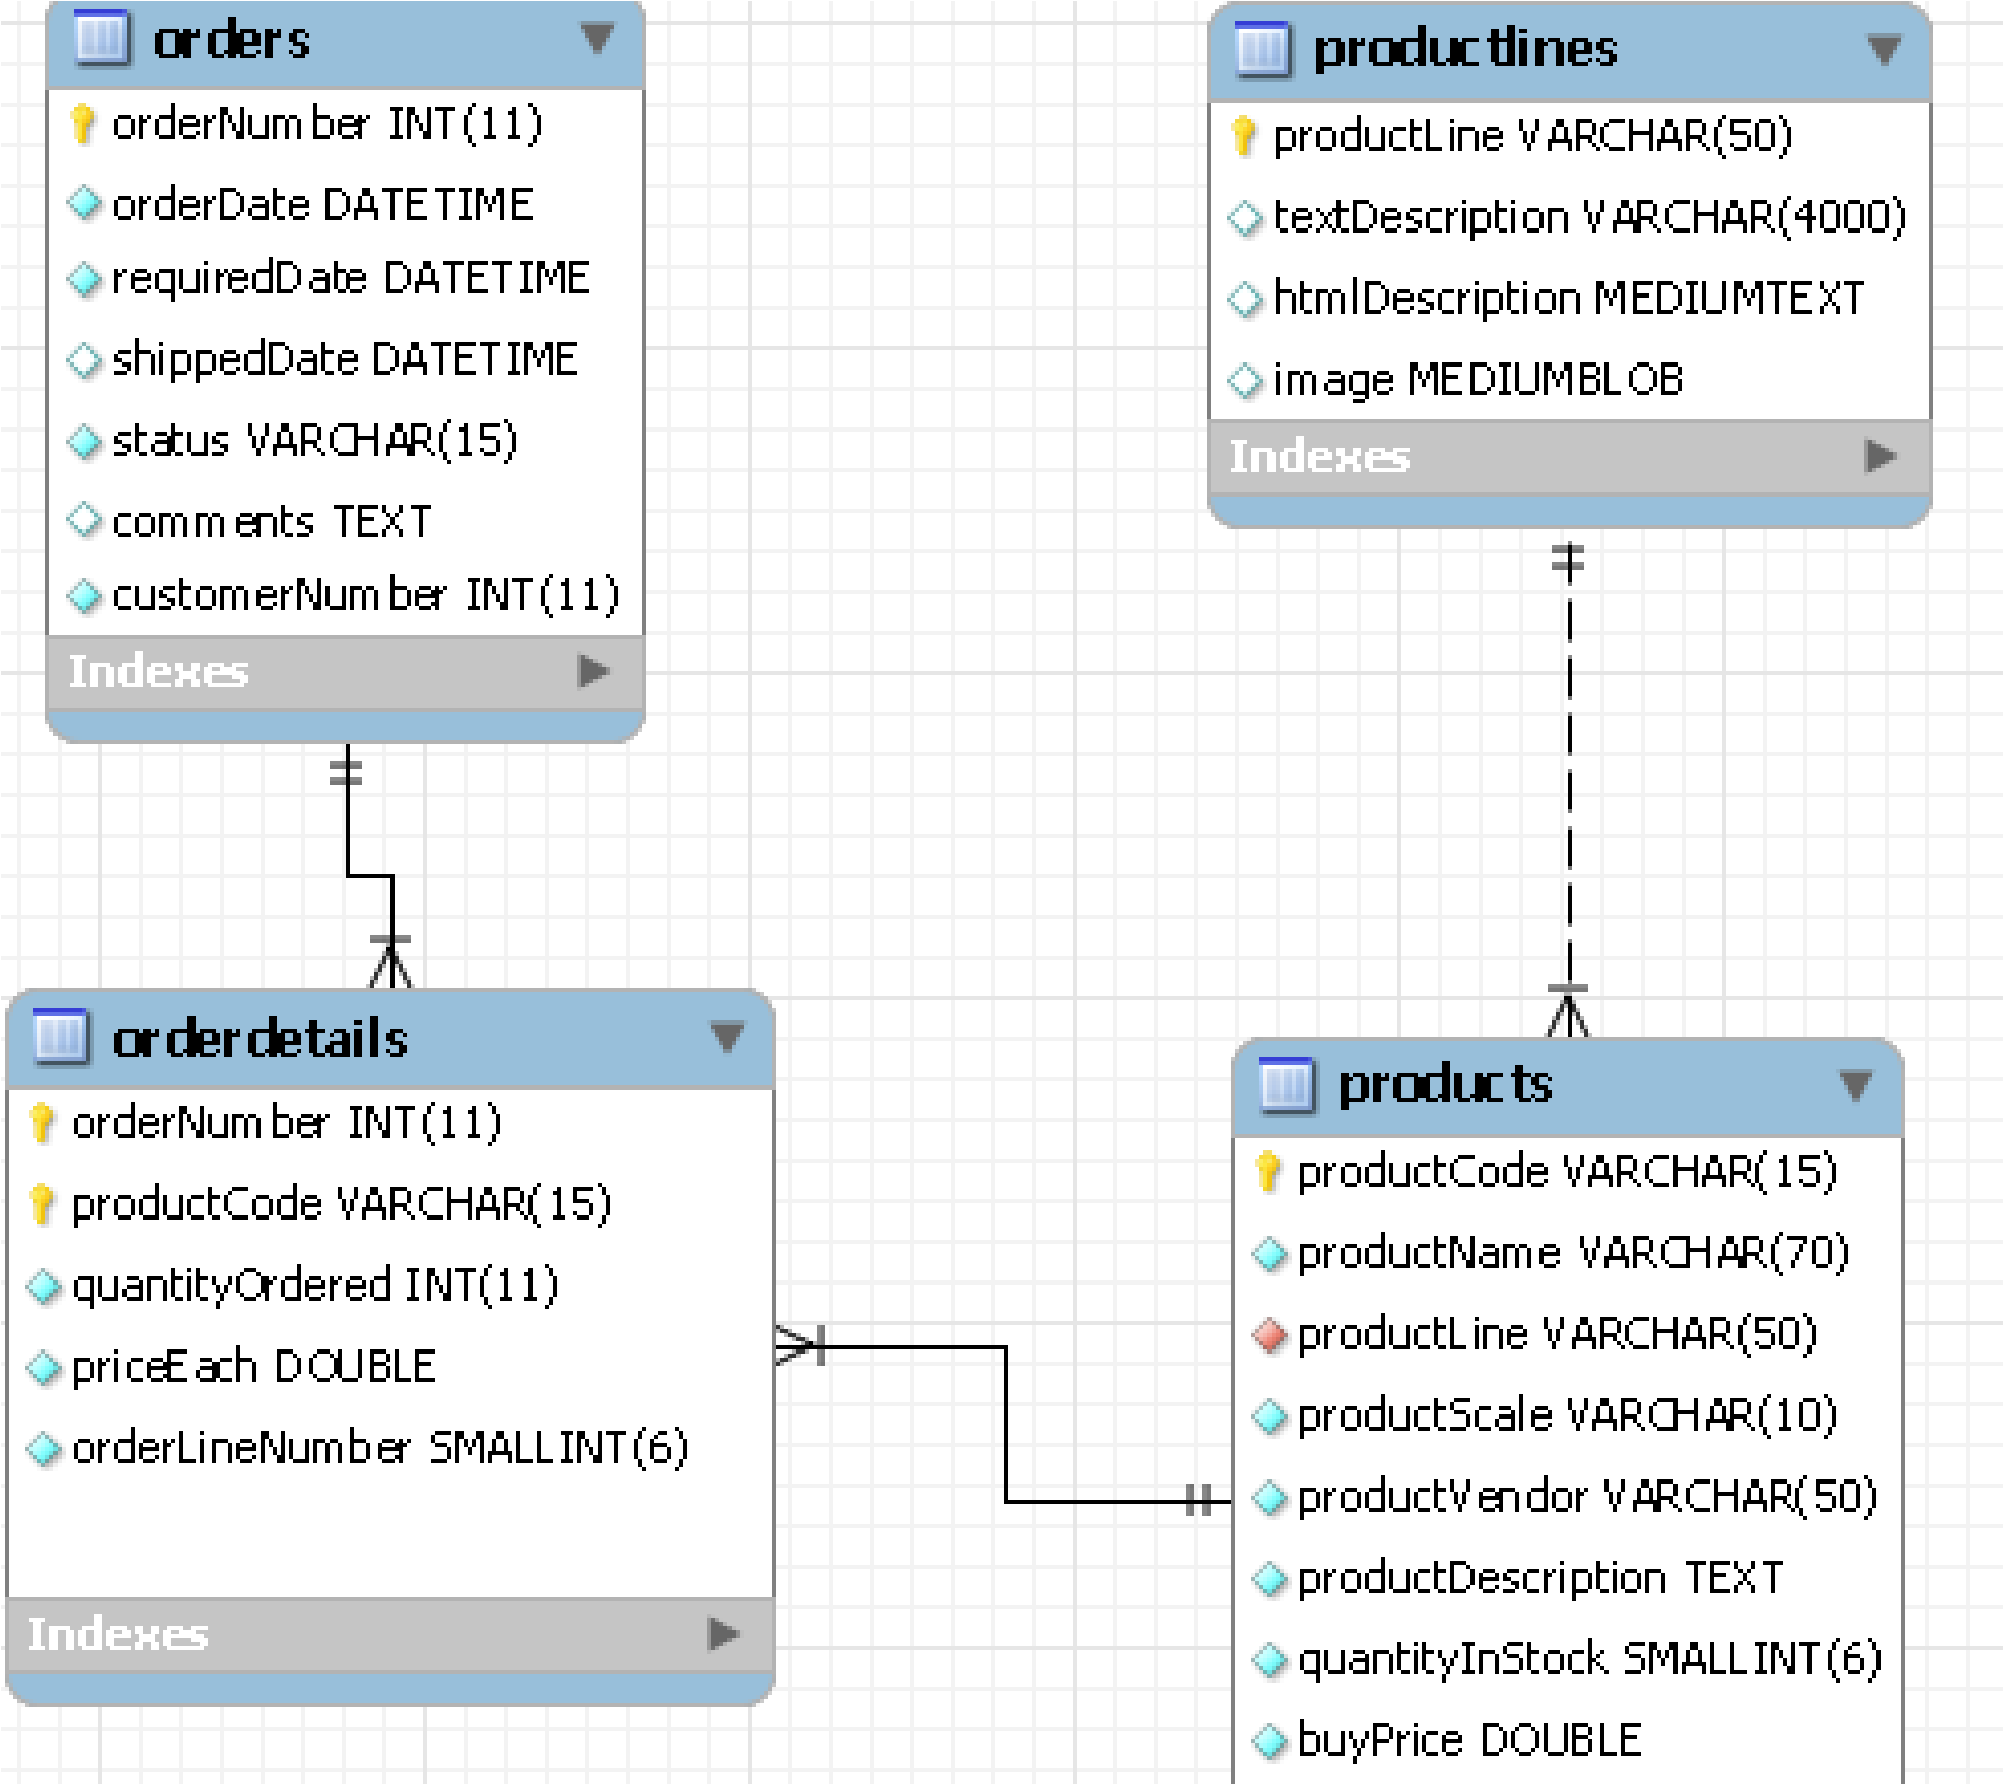 orders
orderNumber INT(11)
orderDate DATETIME
requiredDate DATETIME
shippedDate DATETIME
status VARCHAR(15)
comments TEXT
customerNumber INT(11)
Indexes
productlines
productLine VARCHAR(50)
textDescription VARCHAR(4000)
htmlDescription MEDIUMTEXT
image MEDIUMBLOB
Indexes
orderdetails
orderNumber INT(11)
productCode VARCHAR(15)
quantityOrdered INT(11)
priceEach DOUBLE
orderLineNumber SMALLINT(6)
Indexes
products
productCode VARCHAR(15)
productName VARCHAR(70)
productLine VARCHAR(50)
productScale VARCHAR(10)
productVendor VARCHAR(50)
productDescription TEXT
quantityInStock SMALLINT(6)
buyPrice DOUBLE